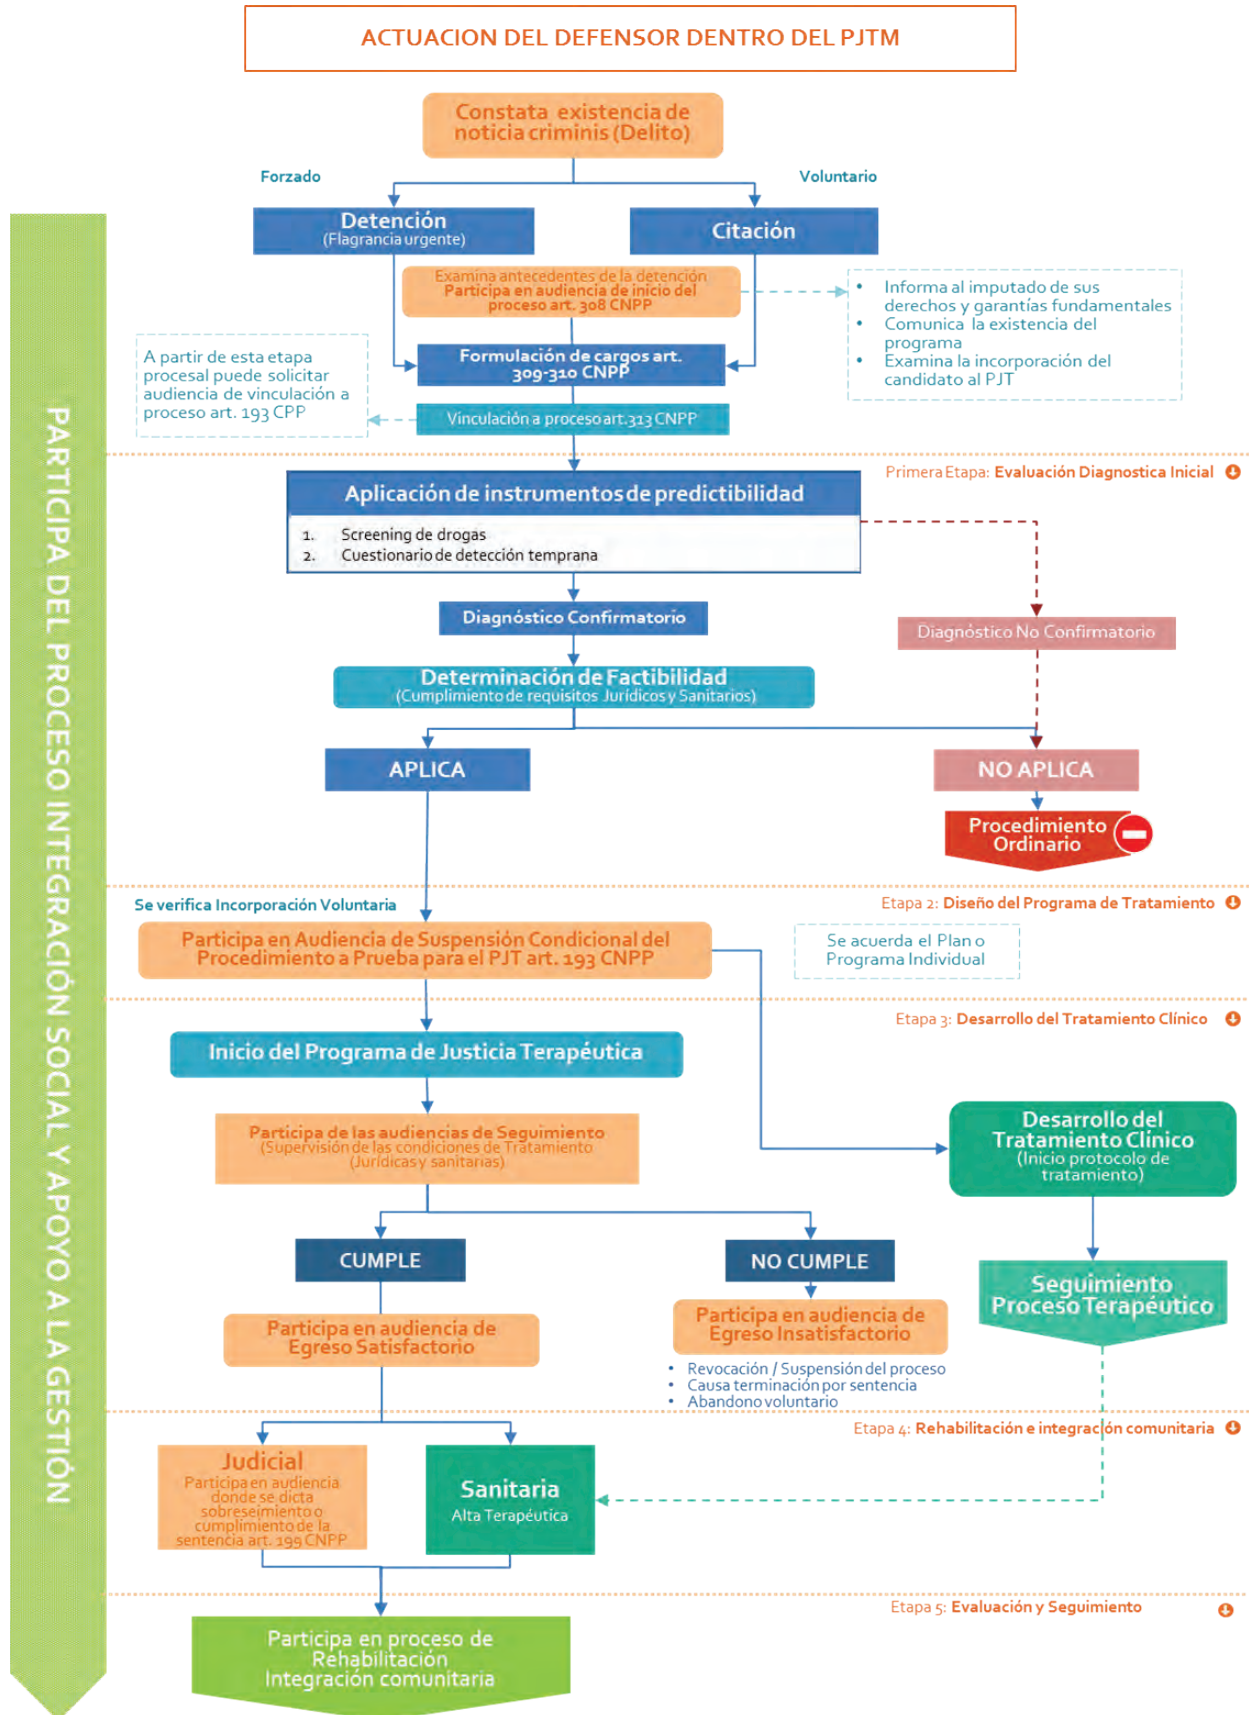 ACTUACION DEL DEFENSOR DENTRO DEL PJTM
Constata existencia de
noticia criminis (Delito)
Forzado
Voluntario
Detención
(Flagrancia urgente)
Citación
Examina antecedentes de la detención
Participa en audiencia de inicio del
proceso art. 308 CNPP
• Informa al imputado de sus
derechos y garantías fundamentales
• Comunica la existencia del
programa
• Examina la incorporación del
candidato al PJT
A partir de esta etapa
procesal puede solicitar
audiencia de vinculación a
proceso art. 193 CPP
Formulación de cargos art.
309-310 CNPP
Vinculación a proceso art.313 CNPP
PARTICIPA DEL PROCESO INTEGRACIÓN SOCIAL Y APOYO A LA GESTIÓN
Primera Etapa: Evaluación Diagnostica Inicial
Aplicación de instrumentos de predictibilidad
1. Screening de drogas
2. Cuestionario de detección temprana
Diagnóstico Confirmatorio
Diagnóstico No Confirmatorio
Determinación de Factibilidad
(Cumplimiento de requisitos Jurídicos y Sanitarios)
APLICA
NO APLICA
Procedimiento
Ordinario
Etapa 2: Diseño del Programa de Tratamiento
Se verifica Incorporación Voluntaria
Participa en Audiencia de Suspensión Condicional del
Procedimiento a Prueba para el PJT art. 193 CNPP
Se acuerda el Plan o
Programa Individual
Etapa 3: Desarrollo del Tratamiento Clínico
Inicio del Programa de Justicia Terapéutica
Participa de las audiencias de Seguimiento
(Supervisión de las condiciones de Tratamiento
(Jurídicas y sanitarias)
Desarrollo del
Tratamiento Clínico
(Inicio protocolo de
tratamiento)
CUMPLE
NO CUMPLE
Seguimiento
Proceso Terapéutico
Participa en audiencia de
Egreso Satisfactorio
Participa en audiencia de
Egreso Insatisfactorio
• Revocación / Suspensión del proceso
• Causa terminación por sentencia
• Abandono voluntario
Etapa 4: Rehabilitación e integración comunitaria
Judicial
Participa en audiencia
donde se dicta
sobreseimiento o
cumplimiento de la
sentencia art. 199 CNPP
Sanitaria
Alta Terapéutica
Etapa 5: Evaluación y Seguimiento
Participa en proceso de
Rehabilitación
Integración comunitaria